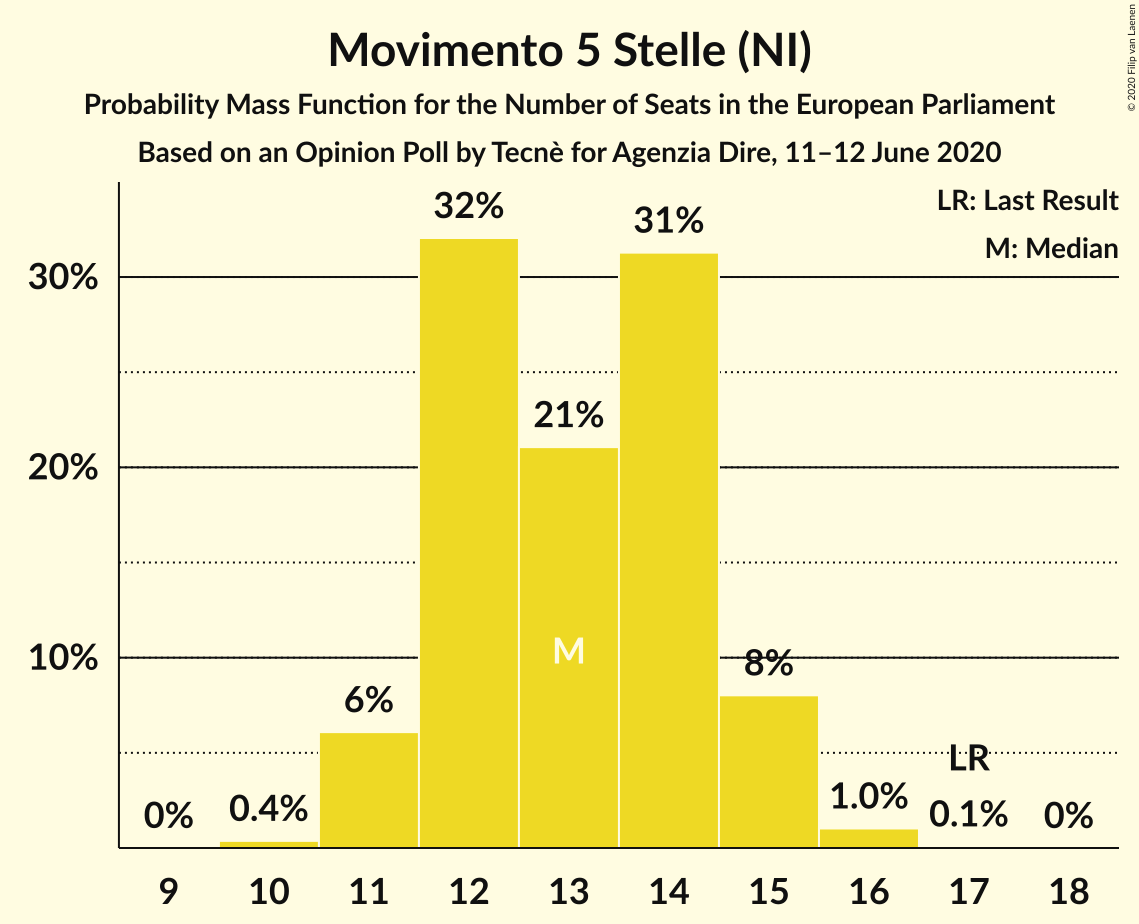 Movimento 5 Stelle (NI)
Probability Mass Function for the Number of Seats in the European Parliament
Based on an Opinion Poll by Tecnè for Agenzia Dire, 11–12 June 2020
© 2020 Filip van Laenen
LR: Last Result
M: Median
30%
20%
10%
0%
0.4%
6%
32%
21%
31%
8%
1.0%
0.1%
0%
M
LR
9 10 11 12 13 14 15 16 17 18